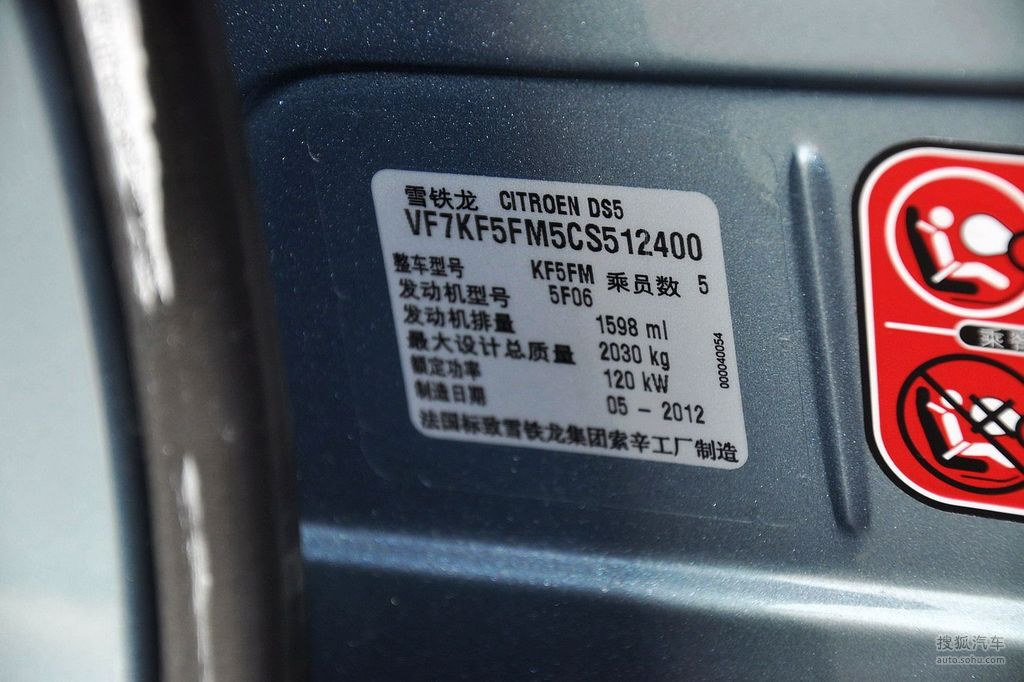 雪铁龙 CITROEN DS5
VF7KF5FM5CS512400
整车型号 KF5FM 乘员数 5
发动机型号 5F06
发动机排量 1598 ml
最大设计总质量 2030 kg
额定功率 120 kW
制造日期 05 - 2012
法国标致雪铁龙集团索辛工厂制造
000040054
乘客
搜狐汽车
auto.sohu.com